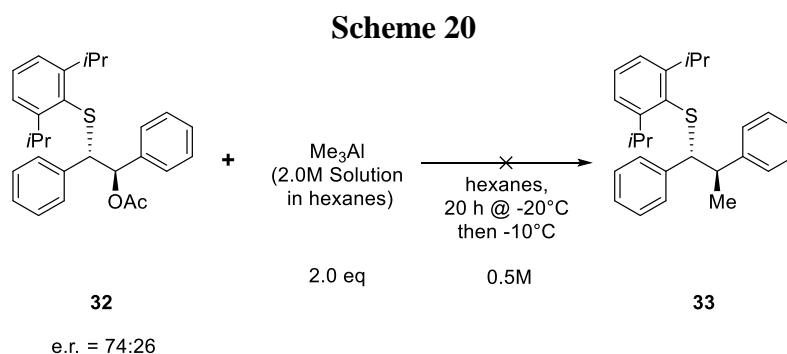 Scheme 20
iPr
S
iPr
OAc
+
Me3Al
(2.0M Solution
in hexanes)
2.0 eq
hexanes,
20 h @ -20°C
then -10°C
0.5M
iPr
S
iPr
Me
32
33
e.r. = 74:26